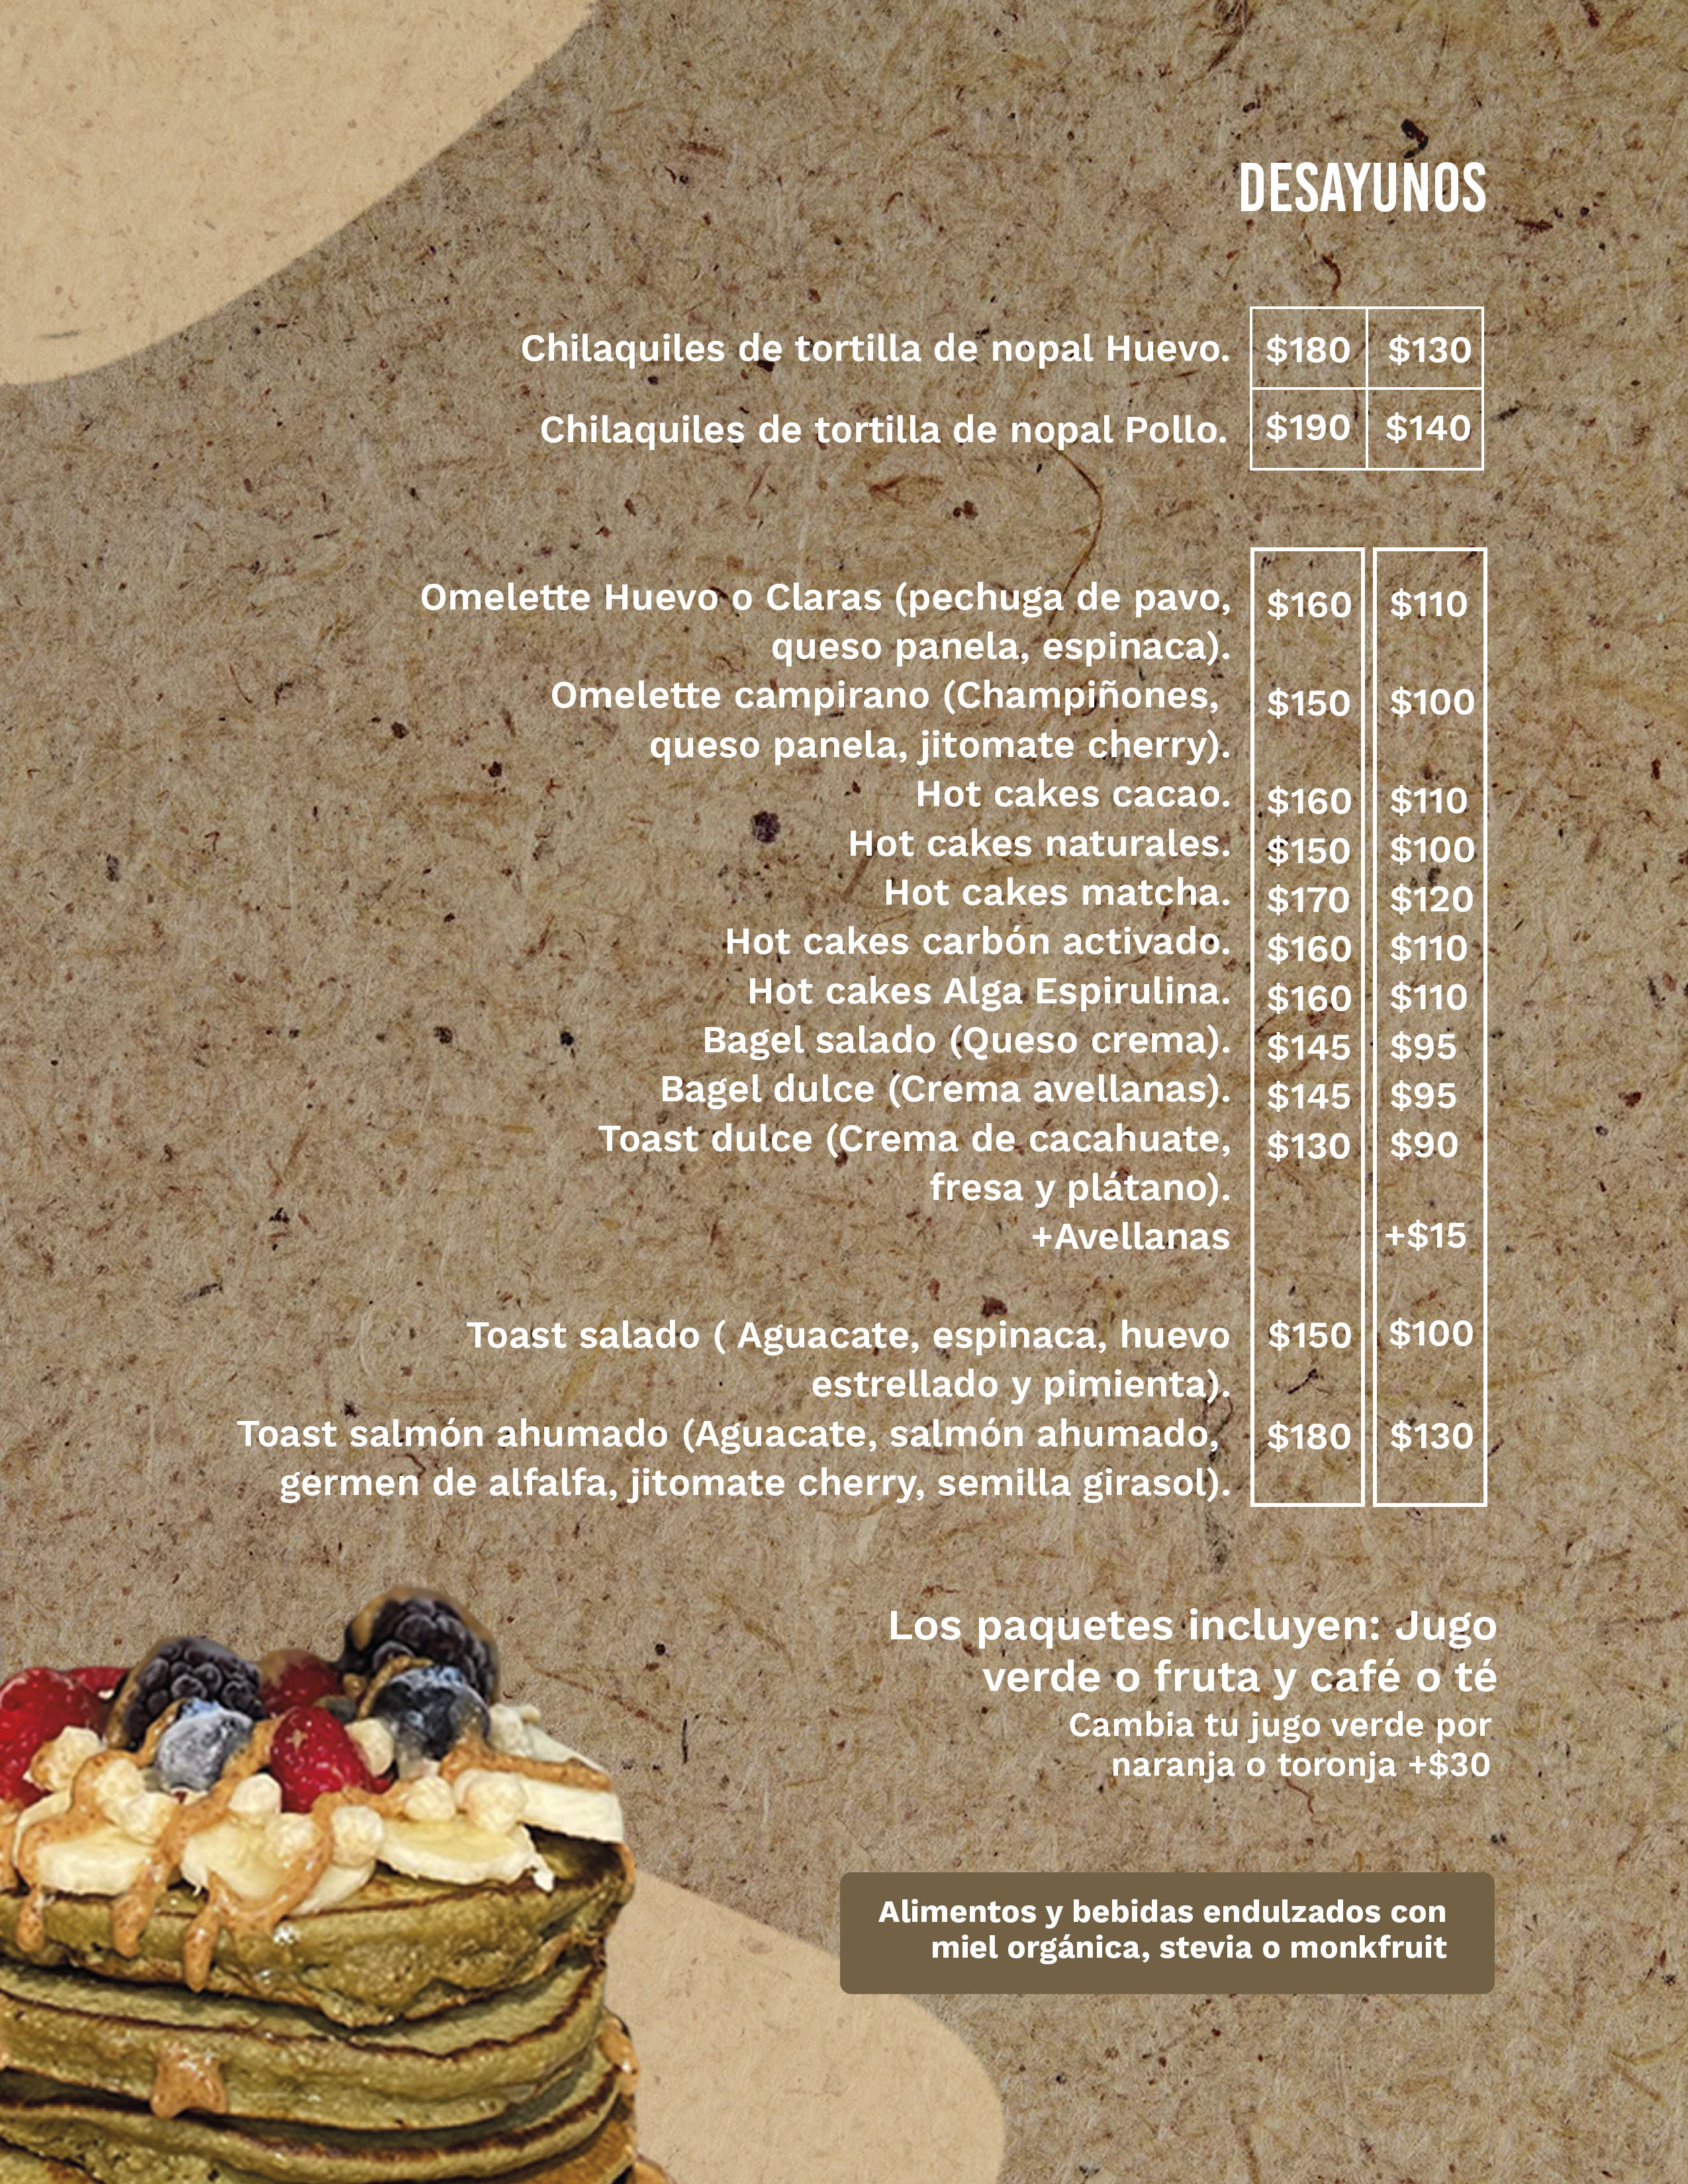 DESAYUNOS
Chilaquiles de tortilla de nopal Huevo. $180 $130
Chilaquiles de tortilla de nopal Pollo. $190 $140
Omelette Huevo o Claras (pechuga de pavo, $160 $110
queso panela, espinaca).
Omelette campirano (Champiñones, $150 $100
queso panela, jitomate cherry).
Hot cakes cacao. $160 $110
Hot cakes naturales. $150 $100
Hot cakes matcha. $170 $120
Hot cakes carbón activado. $160 $110
Hot cakes Alga Espirulina. $160 $110
Bagel salado (Queso crema). $145 $95
Bagel dulce (Crema avellanas). $145 $95
Toast dulce (Crema de cacahuate, $130 $90
fresa y plátano).
+Avellanas +$15
Toast salado ( Aguacate, espinaca, huevo $150 $100
estrellado y pimienta).
Toast salmón ahumado (Aguacate, salmón ahumado, $180 $130
germen de alfalfa, jitomate cherry, semilla girasol).
Los paquetes incluyen: Jugo
verde o fruta y café o té
Cambia tu jugo verde por
naranja o toronja +$30
Alimentos y bebidas endulzados con
miel orgánica, stevia o monkfruit